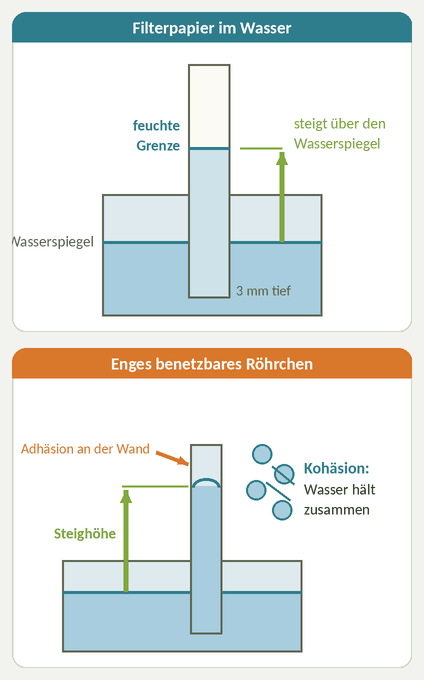 Filterpapier im Wasser
feuchte
Grenze
steigt über den
Wasserspiegel
Wasserspiegel
3 mm tief
Enges benetzbares Röhrchen
Adhäsion an der Wand
Kohäsion:
Wasser hält
zusammen
Steighöhe